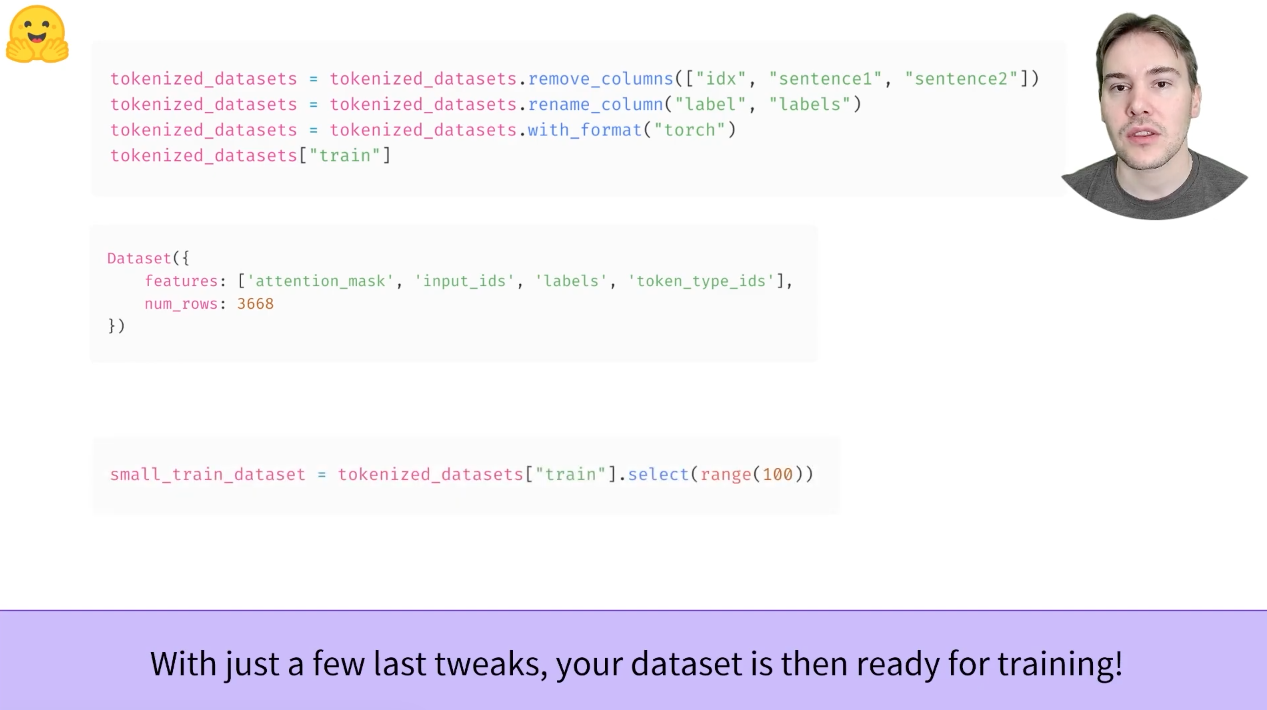 tokenized_datasets = tokenized_datasets.remove_columns(["idx", "sentence1", "sentence2"])
tokenized_datasets = tokenized_datasets.rename_column("label", "labels")
tokenized_datasets = tokenized_datasets.with_format("torch")
tokenized_datasets["train"]
Dataset({
    features: ['attention_mask', 'input_ids', 'labels', 'token_type_ids'],
    num_rows: 3668
})
small_train_dataset = tokenized_datasets["train"].select(range(100))
With just a few last tweaks, your dataset is then ready for training!